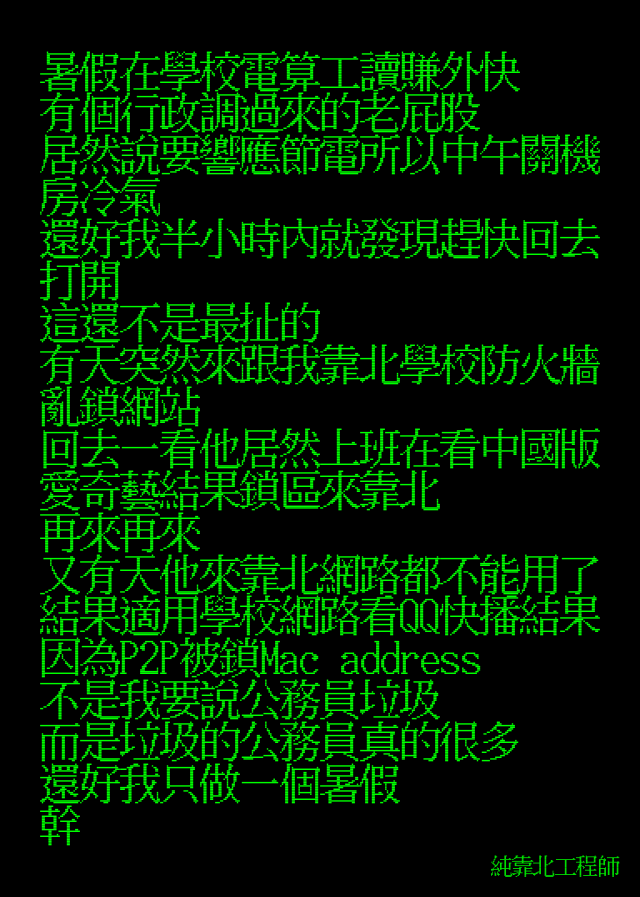 暑假在學校電算工讀賺外快
有個行政調過來的老屁股
居然說要響應節電所以中午關機
房冷氣
還好我半小時內就發現趕快回去
打開
這還不是最扯的
有天突然來跟我靠北學校防火牆
亂鎖網站
回去一看他居然上班在看中國版
愛奇藝結果鎖區來靠北
再來再來
又有天他來靠北網路都不能用了
結果適用學校網路看QQ快播結果
因為P2P被鎖Mac address
不是我要說公務員垃圾
而是垃圾的公務員真的很多
還好我只做一個暑假
幹
純靠北工程師